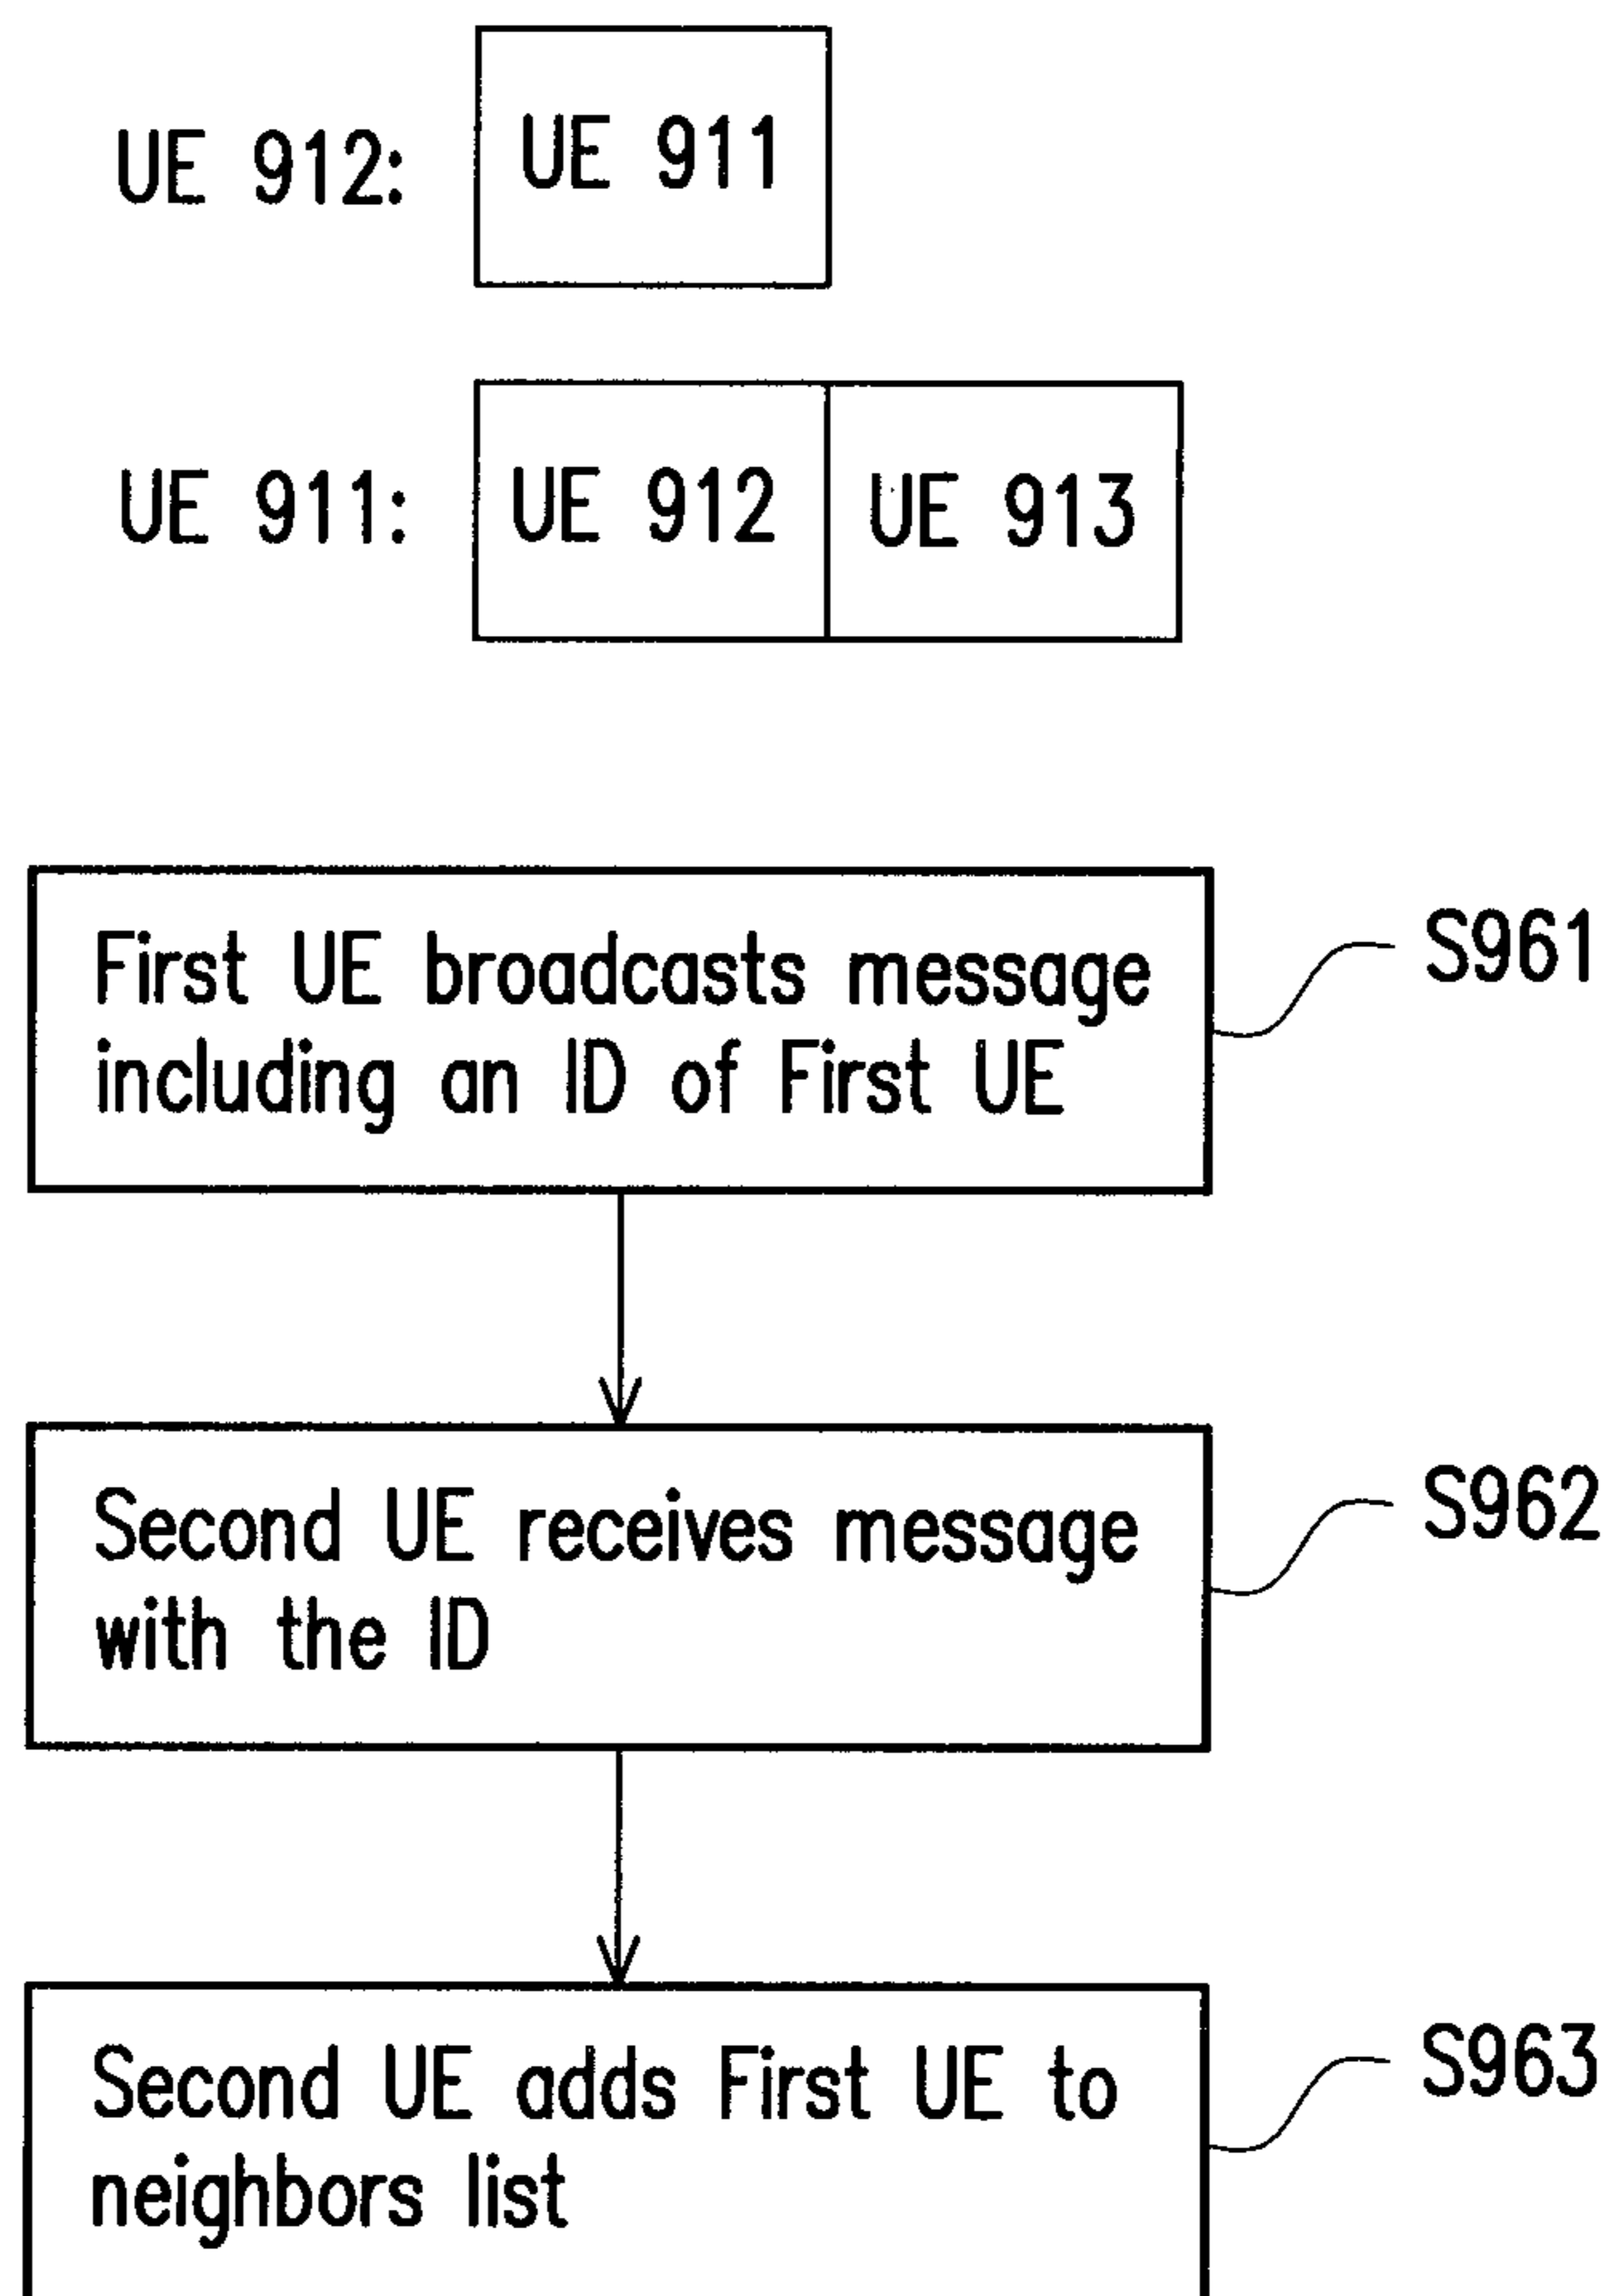 UE 912: UE 911
UE 911: UE 912 UE 913
First UE broadcasts message
including an ID of First UE
S961
Second UE receives message
with the ID
S962
Second UE adds First UE to
neighbors list
S963